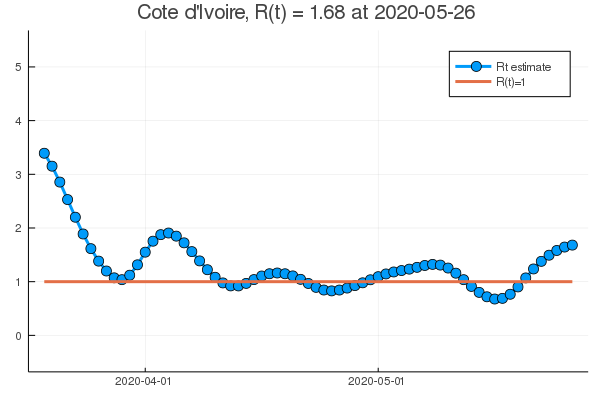 Cote d'Ivoire, R(t) = 1.68 at 2020-05-26
Rt estimate
R(t)=1
5
4
3
2
1
0
2020-04-01
2020-05-01